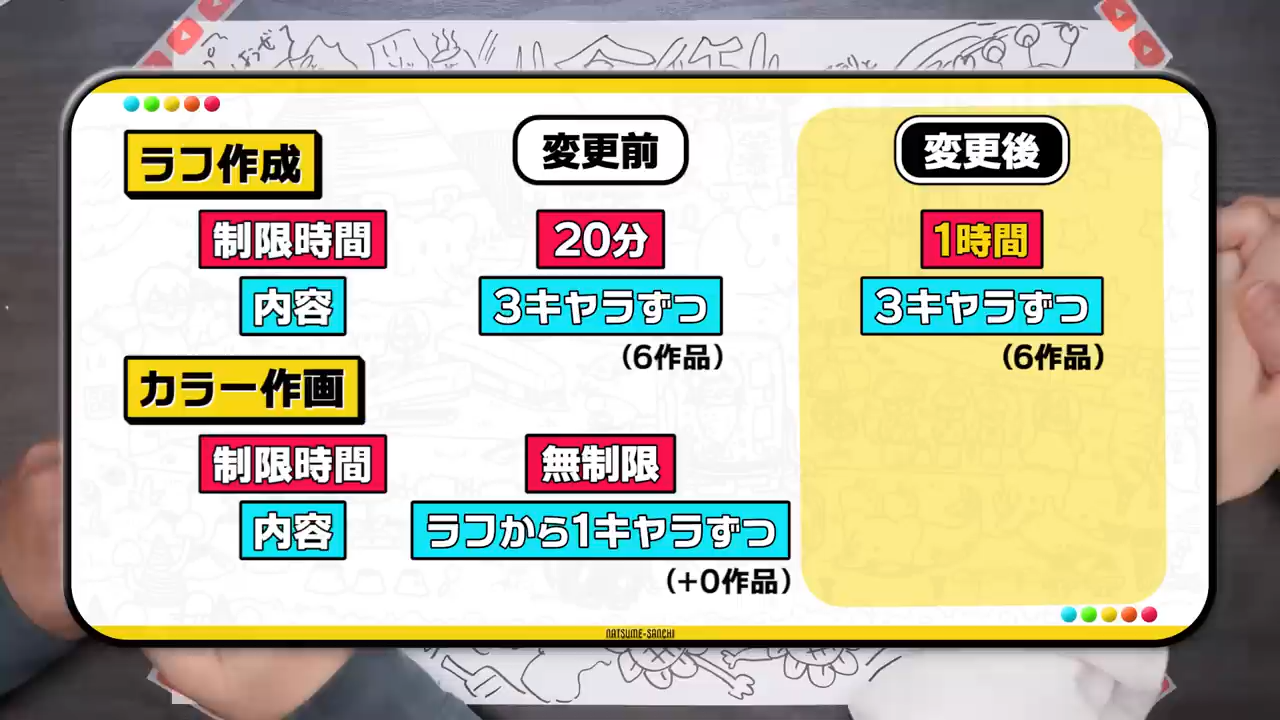 変更前
変更後
ラフ作成
制限時間
20分
1時間
内容
3キャラずつ
3キャラずつ
(6作品)
(6作品)
カラー作画
制限時間
無制限
内容
ラフから1キャラずつ
(+0作品)
NATSUME-SANCHI